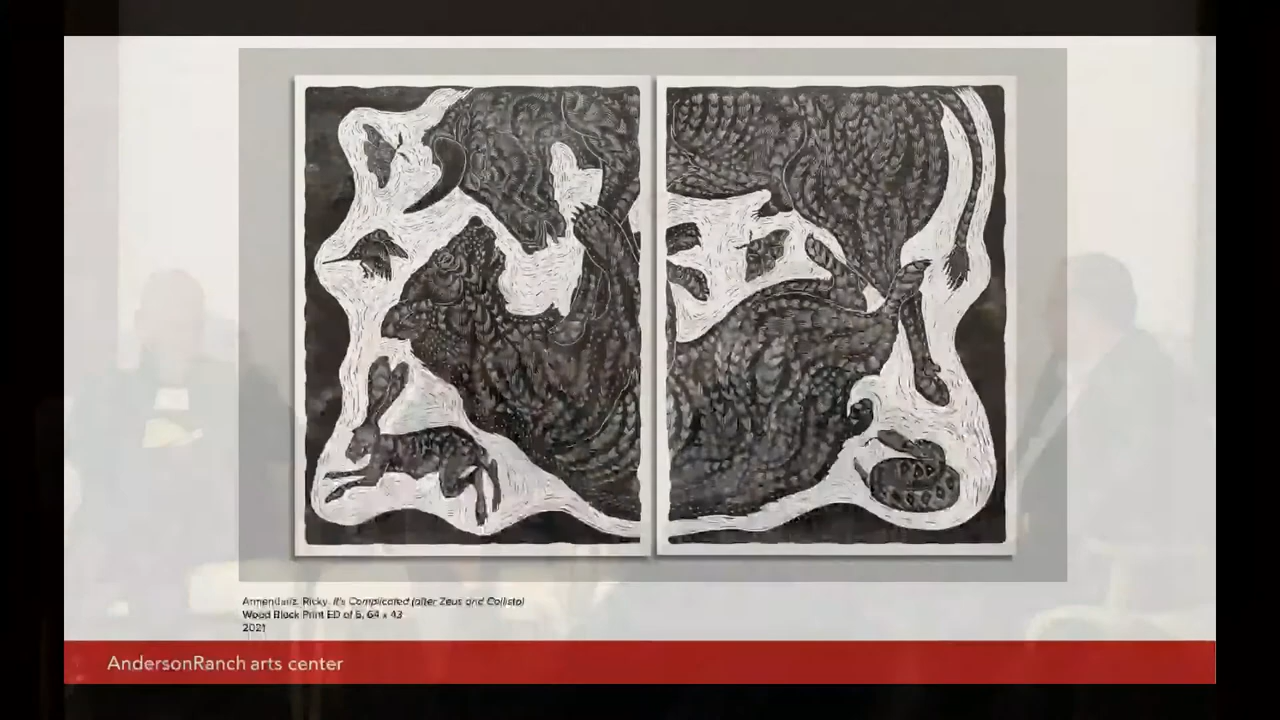 Armendariz, Ricky. It's Complicated (after Zeus and Callisto)
Wood Block Print ED of 5, 64 x 43
2021
AndersonRanch arts center